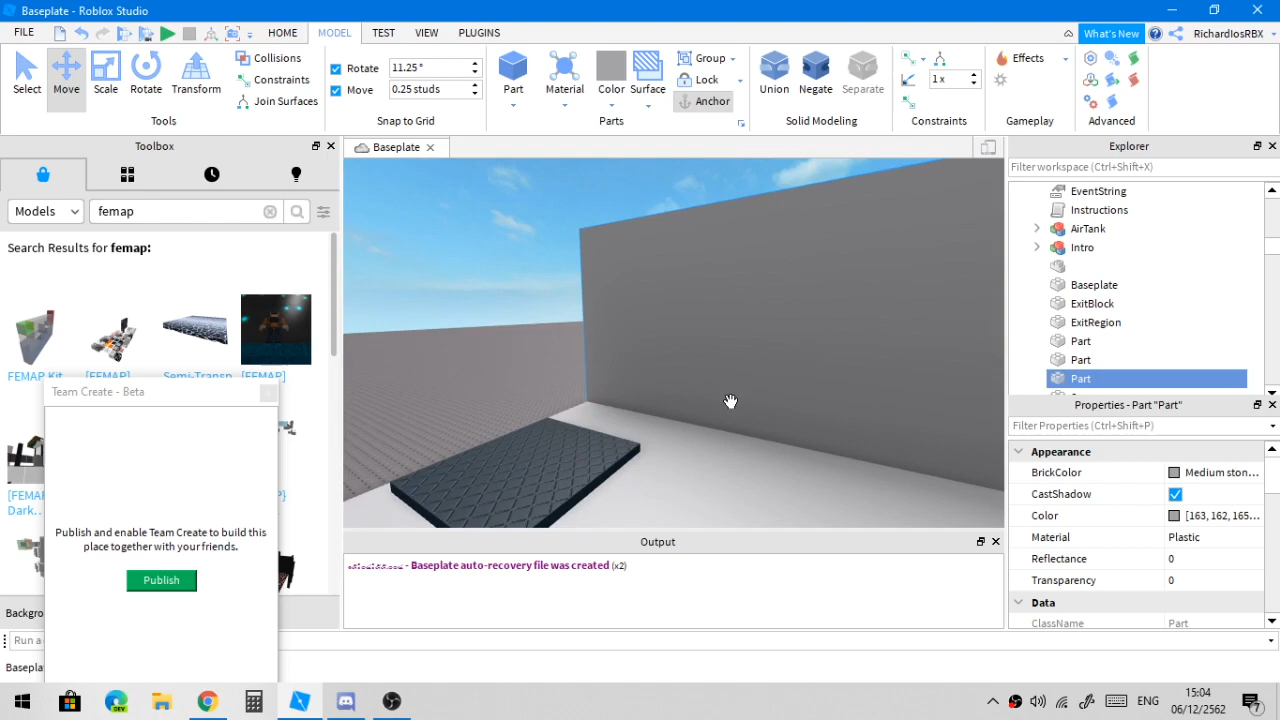 Baseplate - Roblox Studio
FILE HOME MODEL TEST VIEW PLUGINS What's New RichardlosRBX
Select Move Scale Rotate Transform
Tools
Collisions
Constraints
Join Surfaces
Rotate 11.25°
Move 0.25 studs
Snap to Grid
Part Material Color Surface
Group
Lock
Anchor
Parts
Union Negate Separate
Solid Modeling
1 x
Constraints
Effects
Gameplay
Advanced
Toolbox
Models femap
Search Results for femap:
FEMAP Kit [FEMAP] Semi-Transp [FEMAP]
[FEMAP
Dark..
Team Create - Beta
Publish and enable Team Create to build this
place together with your friends.
Publish
Backgro
Run a
Basepla
Baseplate
Output
- Baseplate auto-recovery file was created (x2)
Explorer
Filter workspace (Ctrl+Shift+X)
EventString
Instructions
AirTank
Intro
Baseplate
ExitBlock
ExitRegion
Part
Part
Part
Properties - Part "Part"
Filter Properties (Ctrl+Shift+P)
Appearance
BrickColor Medium ston...
CastShadow
Color [163, 162, 165...
Material Plastic
Reflectance 0
Transparency 0
Data
ClassName Part
DEV
ENG
15:04
06/12/2562
7